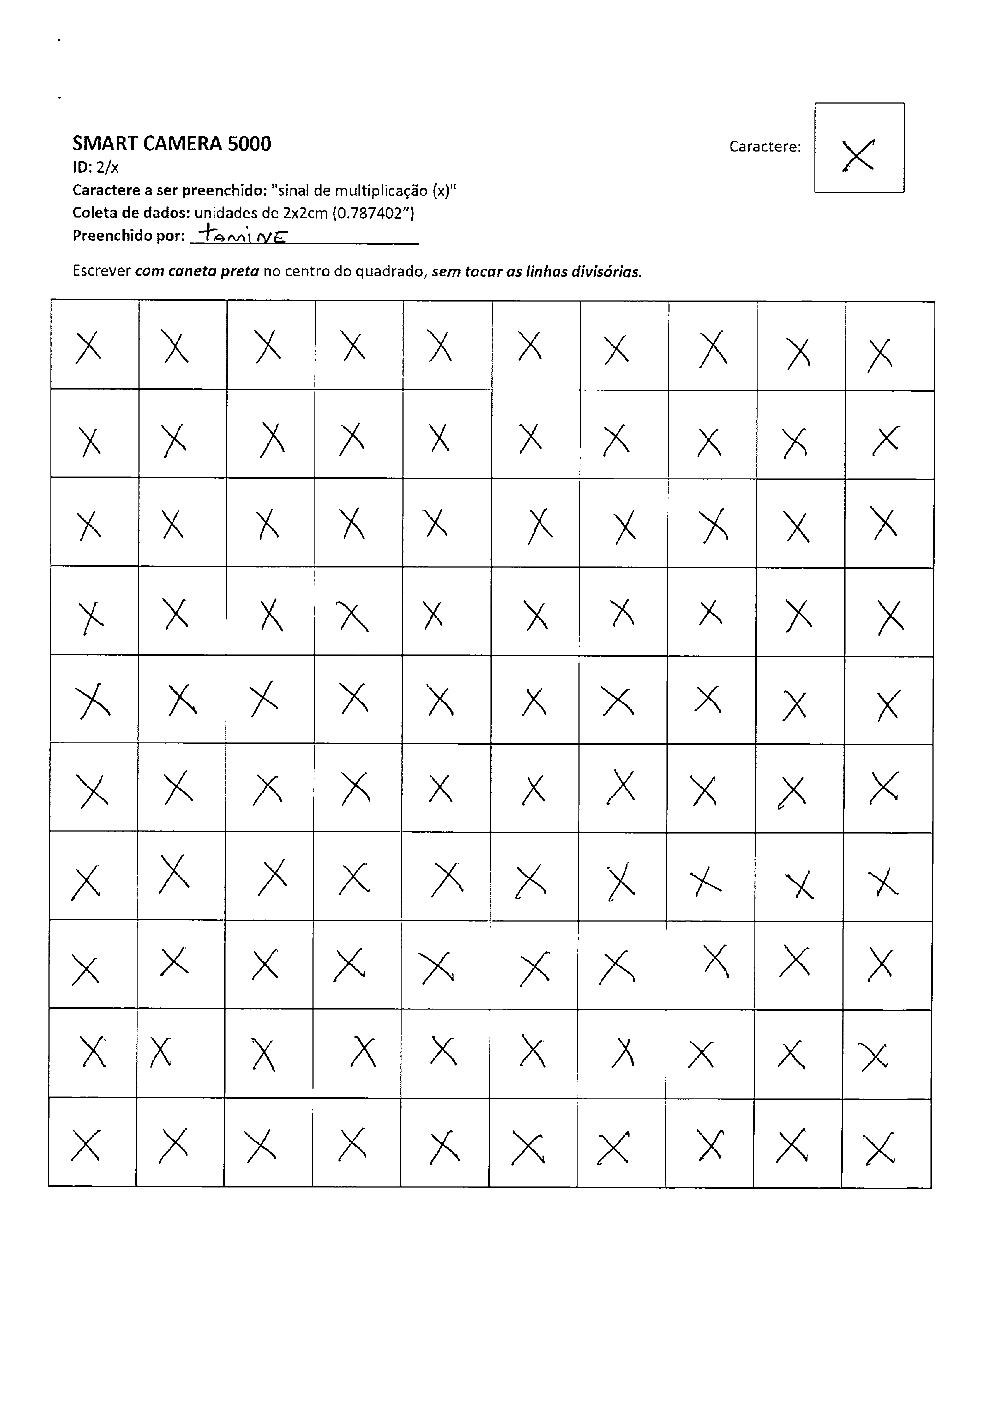 SMART CAMERA 5000
ID: 2/x
Caractere a ser preenchido: "sinal de multiplicação (x)"
Coleta de dados: unidades de 2x2cm (0.787402")
Preenchido por: tamiNE
Caractere: X
Escrever com caneta preta no centro do quadrado, sem tocar as linhas divisórias.
X X X X X X X X X X
X X X X X X X X X X
X X X X X X X X X X
X X X X X X X X X X
X X X X X X X X X X
X X X X X X X X X X
X X X X X X X X X X
X X X X X X X X X X
X X X X X X X X X X
X X X X X X X X X X